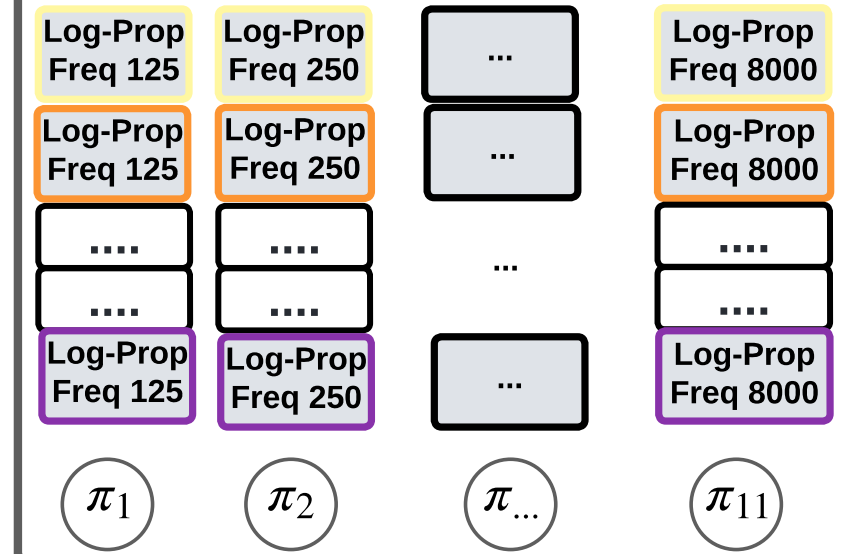 Log-Prop
Freq 125
Log-Prop
Freq 250
...
Log-Prop
Freq 8000
Log-Prop
Freq 125
Log-Prop
Freq 250
...
Log-Prop
Freq 8000
....
....
....
....
....
...
....
Log-Prop
Freq 125
Log-Prop
Freq 250
...
Log-Prop
Freq 8000
π1
π2
π...
π11